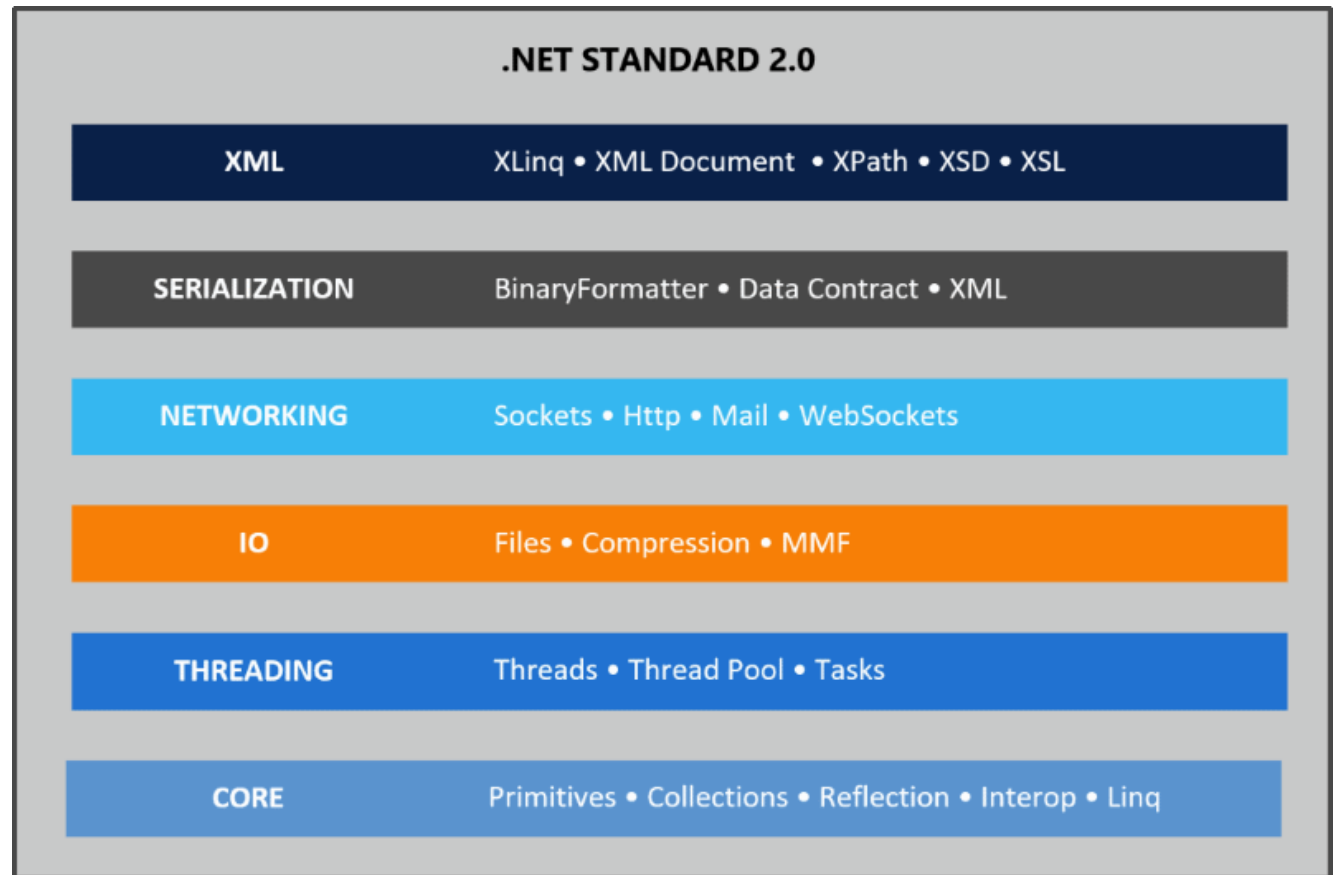 .NET STANDARD 2.0
XML XLinq • XML Document • XPath • XSD • XSL
SERIALIZATION BinaryFormatter • Data Contract • XML
NETWORKING Sockets • Http • Mail • WebSockets
IO Files • Compression • MMF
THREADING Threads • Thread Pool • Tasks
CORE Primitives • Collections • Reflection • Interop • Linq